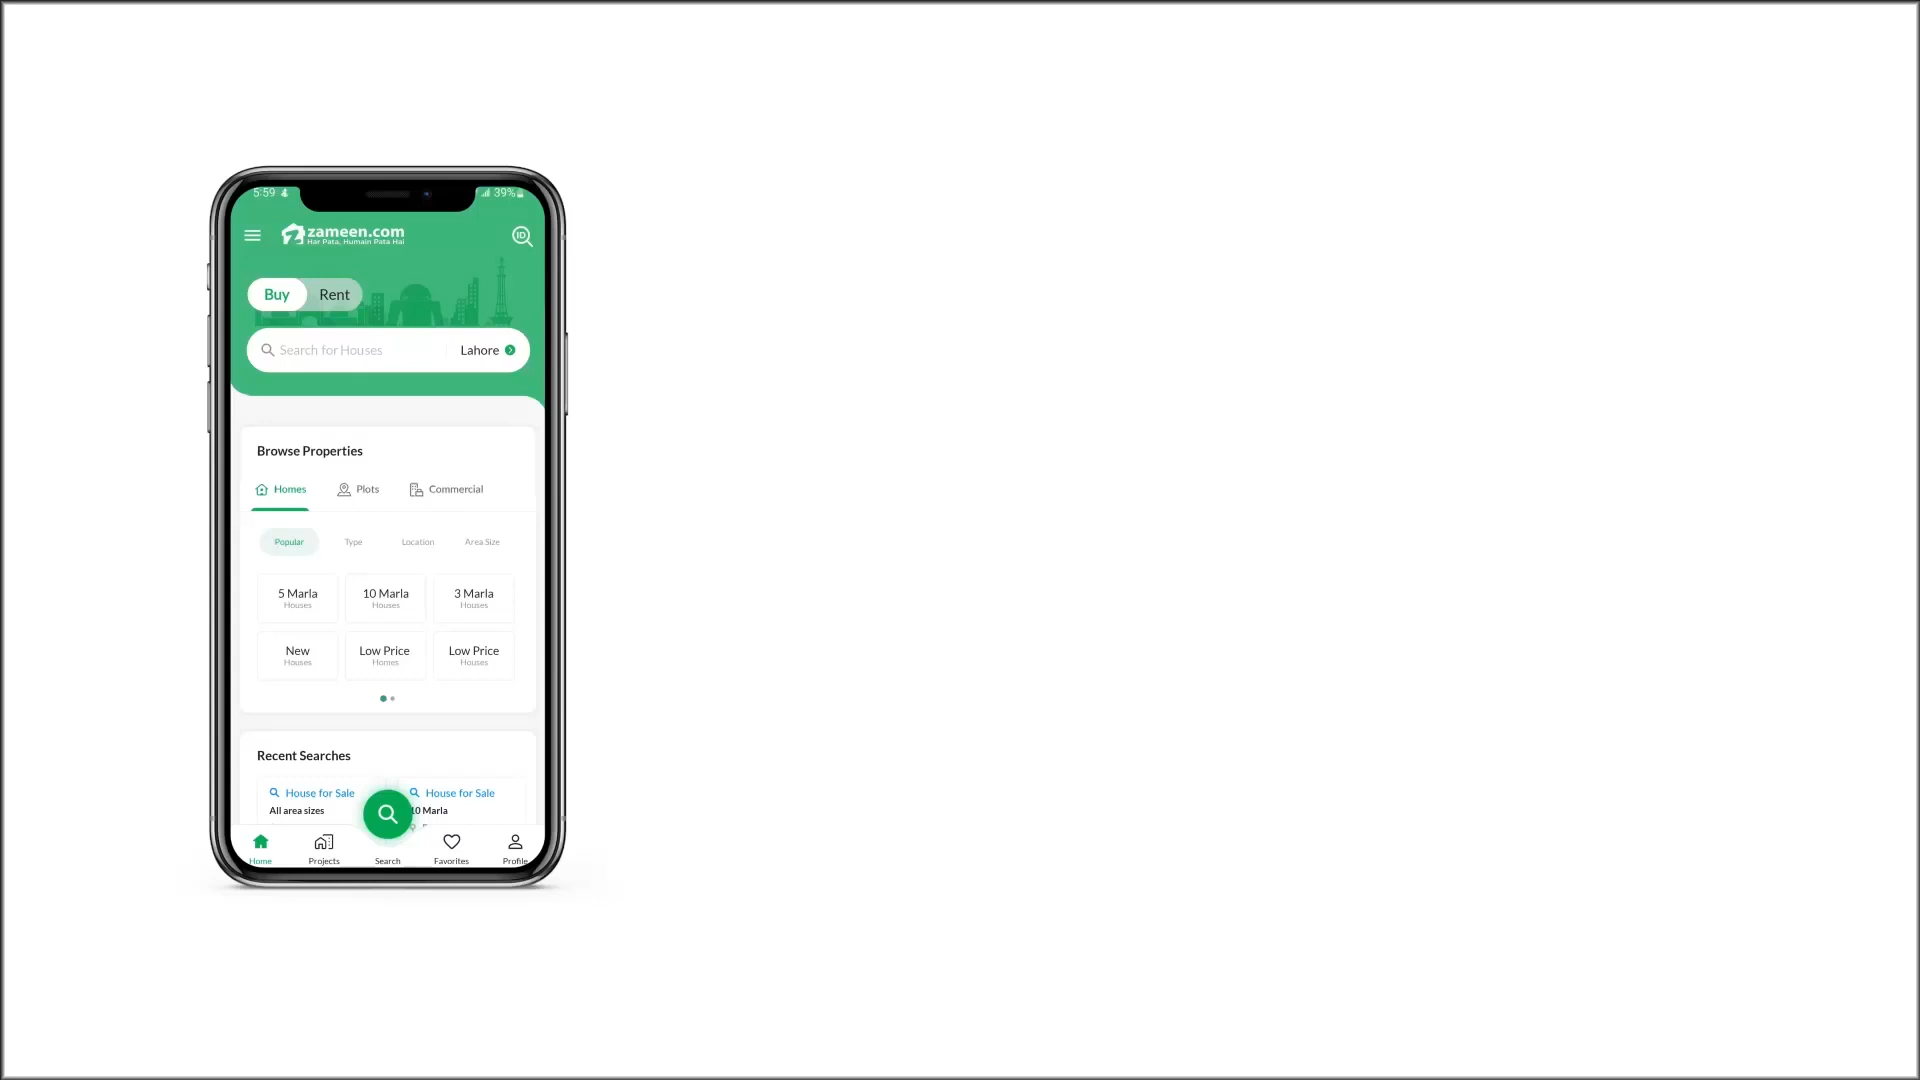 5:59 39%
zameen.com
Har Pata, Humain Pata Hai
ID
Buy Rent
Search for Houses Lahore
Browse Properties
Homes Plots Commercial
Popular Type Location Area Size
5 Marla 10 Marla 3 Marla
Houses Houses Houses
New Low Price Low Price
Houses Homes Houses
Recent Searches
House for Sale House for Sale
All area sizes 10 Marla
Home Projects Search Favorites Profile